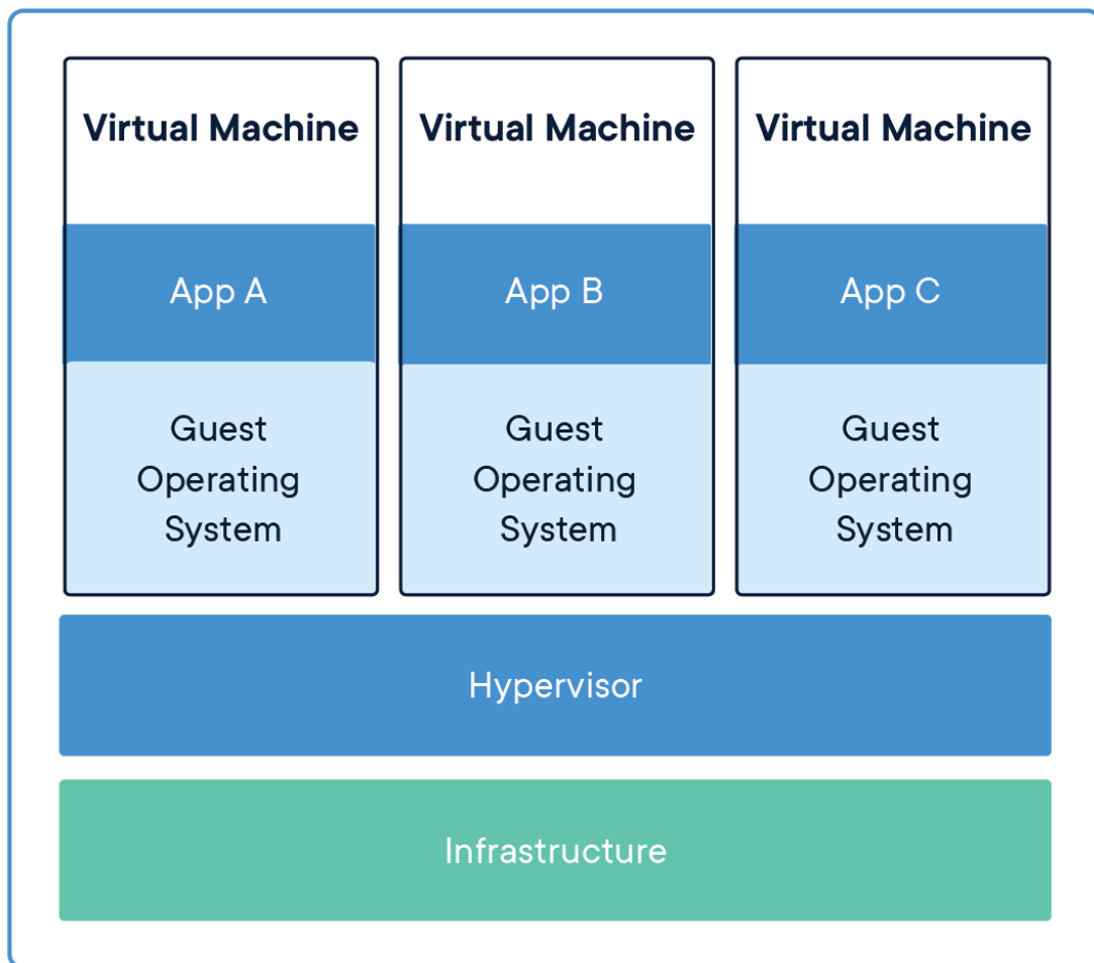 Virtual Machine
Virtual Machine
Virtual Machine
App A
App B
App C
Guest
Operating
System
Guest
Operating
System
Guest
Operating
System
Hypervisor
Infrastructure